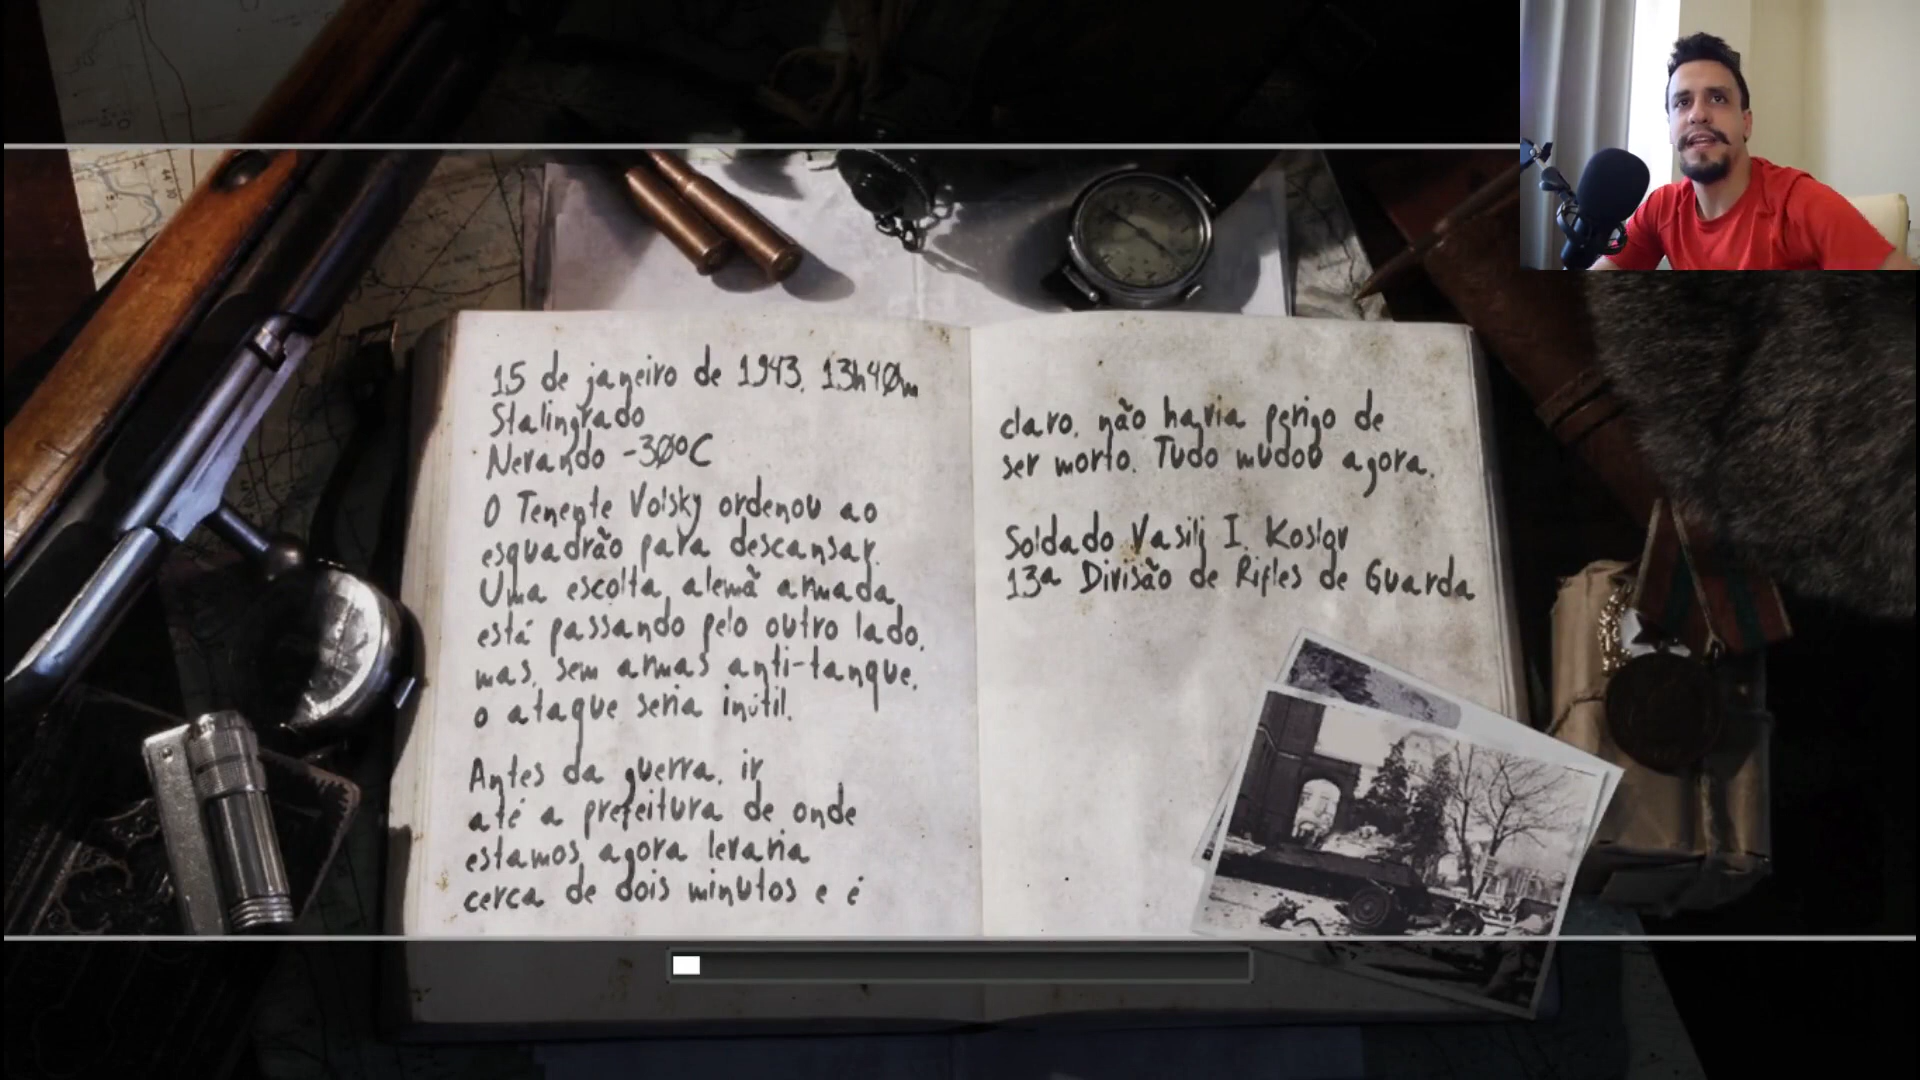 15 de janeiro de 1943. 13h40m
Stalingrado
Nevando -30ºC
O Tenente Volsky ordenou ao
esquadrão para descansar.
Uma escolta alemã armada
está passando pelo outro lado,
mas, sem armas anti-tanque,
o ataque seria inútil.
Antes da guerra, ir
até a prefeitura de onde
estamos agora levaria
cerca de dois minutos e é
claro, não havia perigo de
ser morto. Tudo mudou agora.
Soldado Vasilij I. Koslov
13ª Divisão de Rifles de Guarda